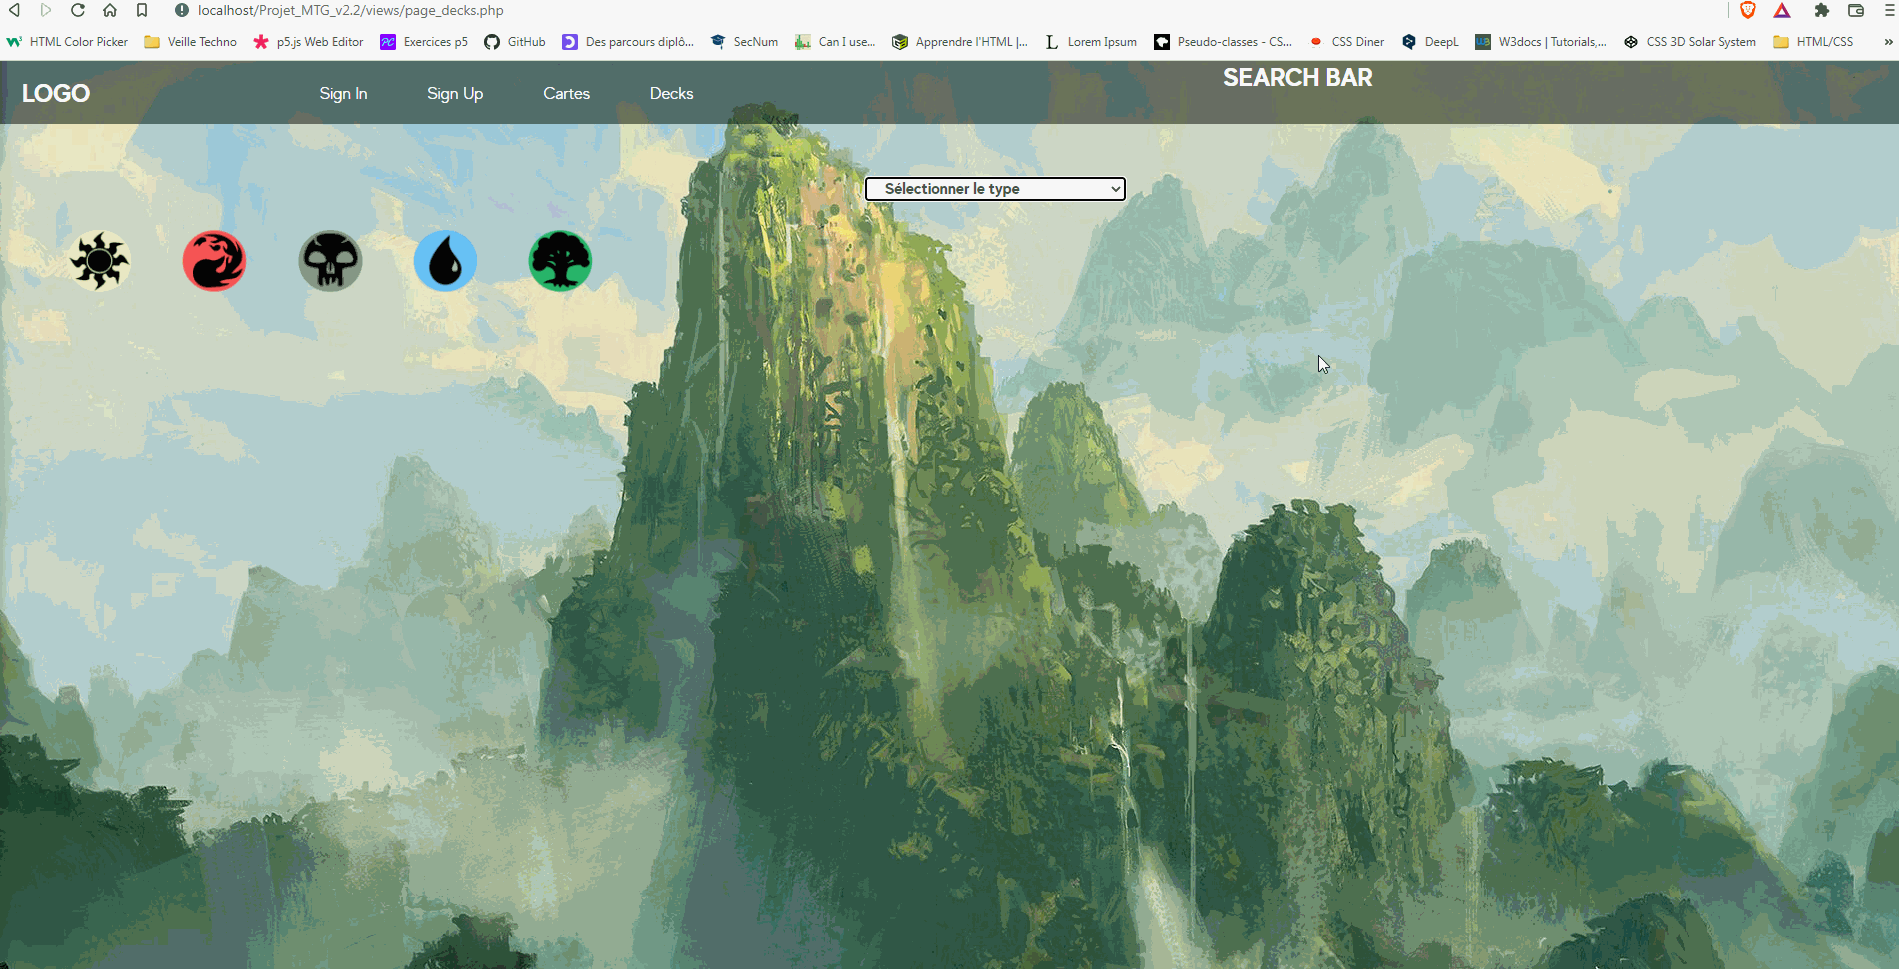 localhost/Projet_MTG_v2.2/views/page_decks.php
HTML Color Picker Veille Techno p5.js Web Editor Exercices p5 GitHub Des parcours diplô... SecNum Can I use... Apprendre l'HTML |... Lorem Ipsum Pseudo-classes - CS... CSS Diner DeepL W3docs | Tutorials,... CSS 3D Solar System HTML/CSS »
LOGO Sign In Sign Up Cartes Decks SEARCH BAR
Sélectionner le type